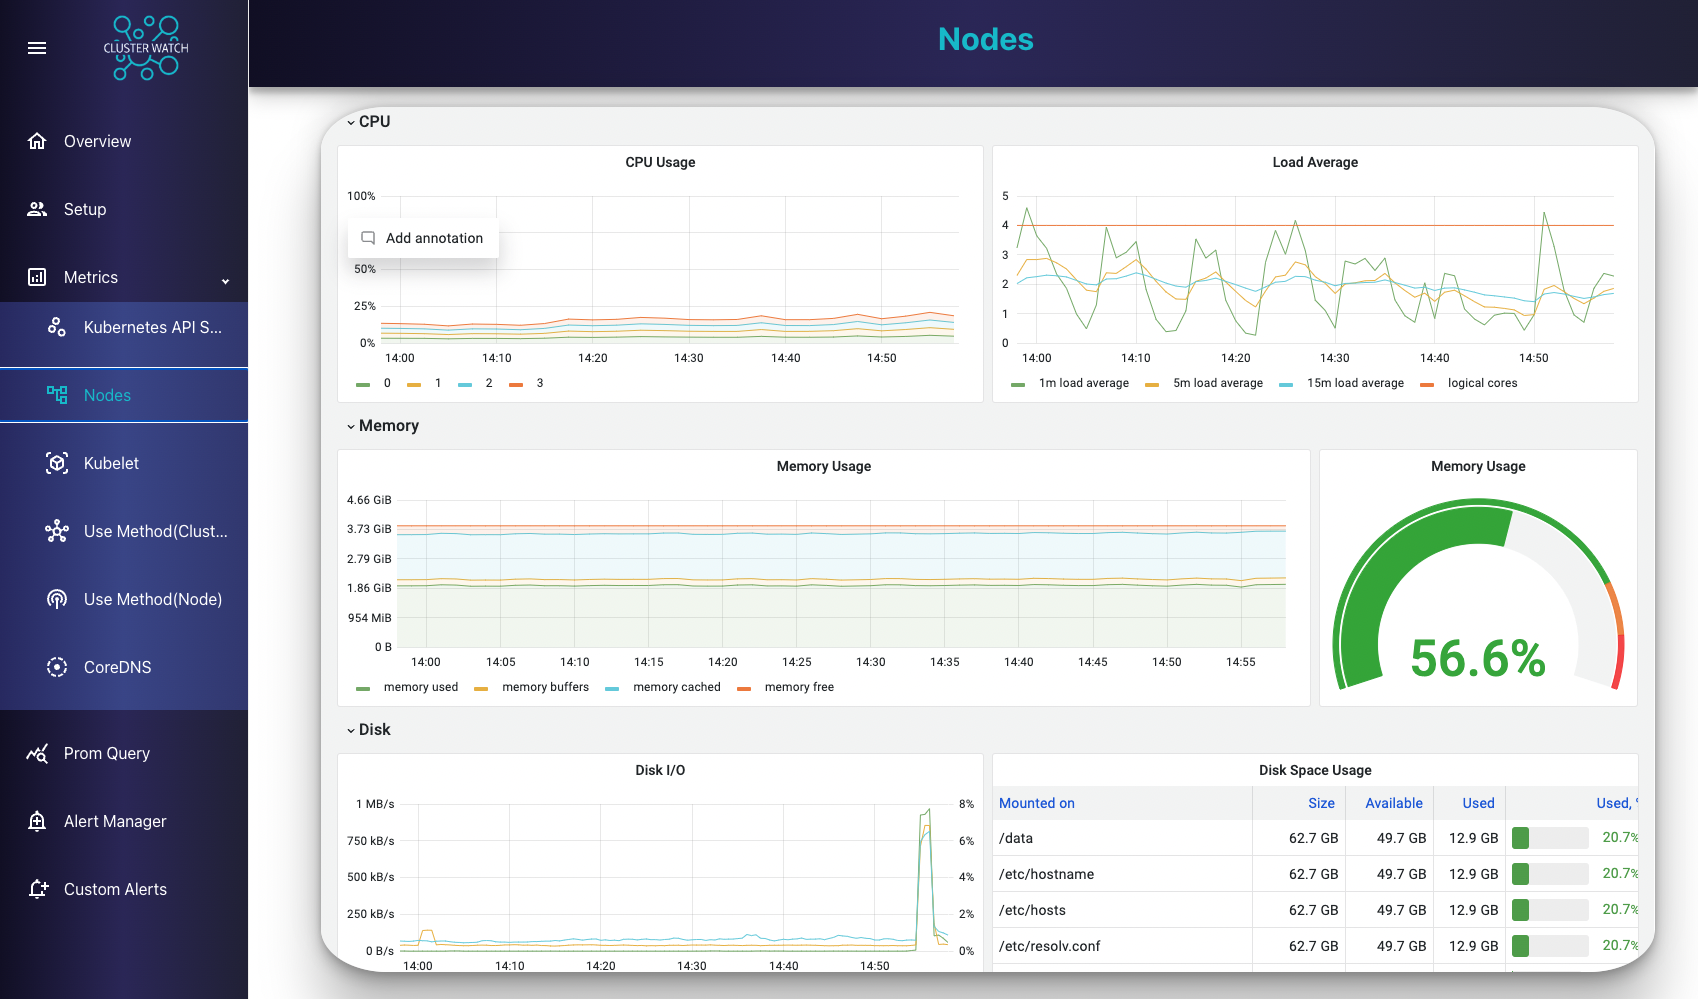 CLUSTER WATCH
Nodes
Overview
Setup
Metrics
Kubernetes API S...
Nodes
Kubelet
Use Method(Clust...
Use Method(Node)
CoreDNS
Prom Query
Alert Manager
Custom Alerts
CPU
CPU Usage
100%
Add annotation
50%
25%
0%
14:00 14:10 14:20 14:30 14:40 14:50
0 1 2 3
Load Average
5
4
3
2
1
0
14:00 14:10 14:20 14:30 14:40 14:50
1m load average 5m load average 15m load average logical cores
Memory
Memory Usage
4.66 GiB
3.73 GiB
2.79 GiB
1.86 GiB
954 MiB
0 B
14:00 14:05 14:10 14:15 14:20 14:25 14:30 14:35 14:40 14:45 14:50 14:55
memory used memory buffers memory cached memory free
Memory Usage
56.6%
Disk
Disk I/O
1 MB/s 8%
750 kB/s 6%
500 kB/s 4%
250 kB/s 2%
0 B/s 0%
14:00 14:10 14:20 14:30 14:40 14:50
Disk Space Usage
Mounted on Size Available Used Used,
/data 62.7 GB 49.7 GB 12.9 GB 20.7%
/etc/hostname 62.7 GB 49.7 GB 12.9 GB 20.7%
/etc/hosts 62.7 GB 49.7 GB 12.9 GB 20.7%
/etc/resolv.conf 62.7 GB 49.7 GB 12.9 GB 20.7%